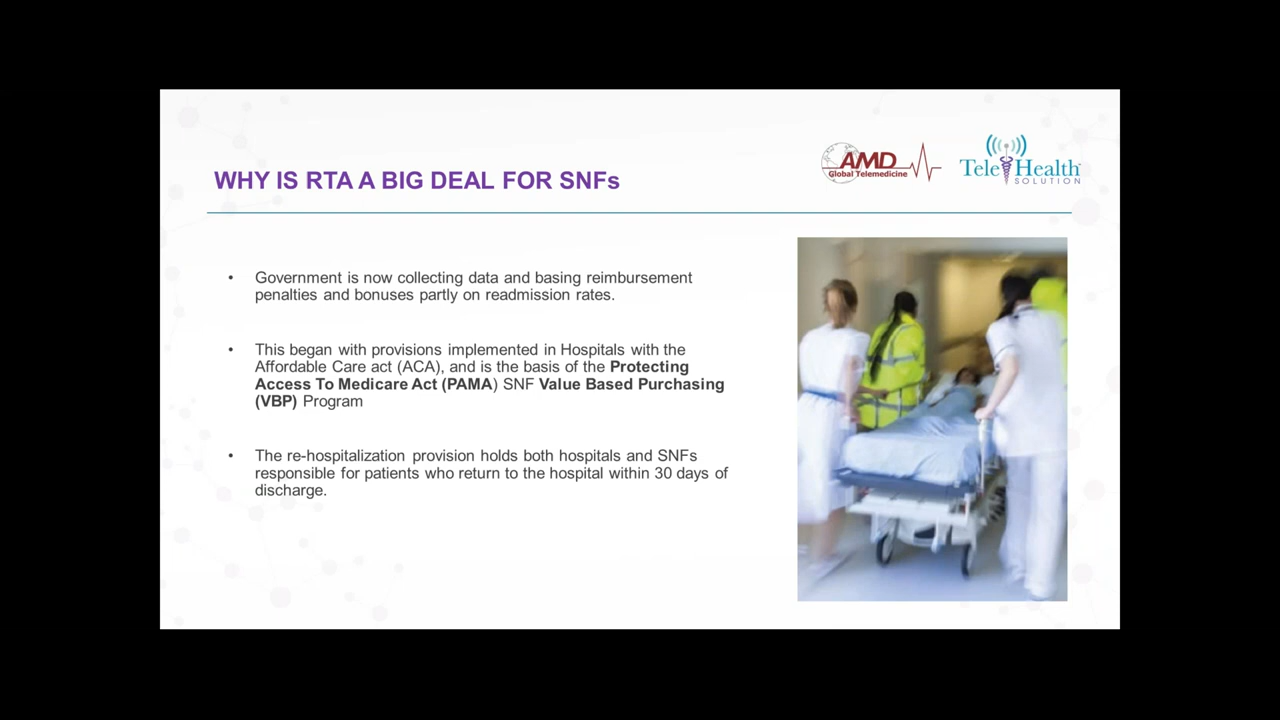 WHY IS RTA A BIG DEAL FOR SNFs
AMD
Global Telemedicine
TeleHealth
SOLUTION
• Government is now collecting data and basing reimbursement
penalties and bonuses partly on readmission rates.
• This began with provisions implemented in Hospitals with the
Affordable Care act (ACA), and is the basis of the Protecting
Access To Medicare Act (PAMA) SNF Value Based Purchasing
(VBP) Program
• The re-hospitalization provision holds both hospitals and SNFs
responsible for patients who return to the hospital within 30 days of
discharge.